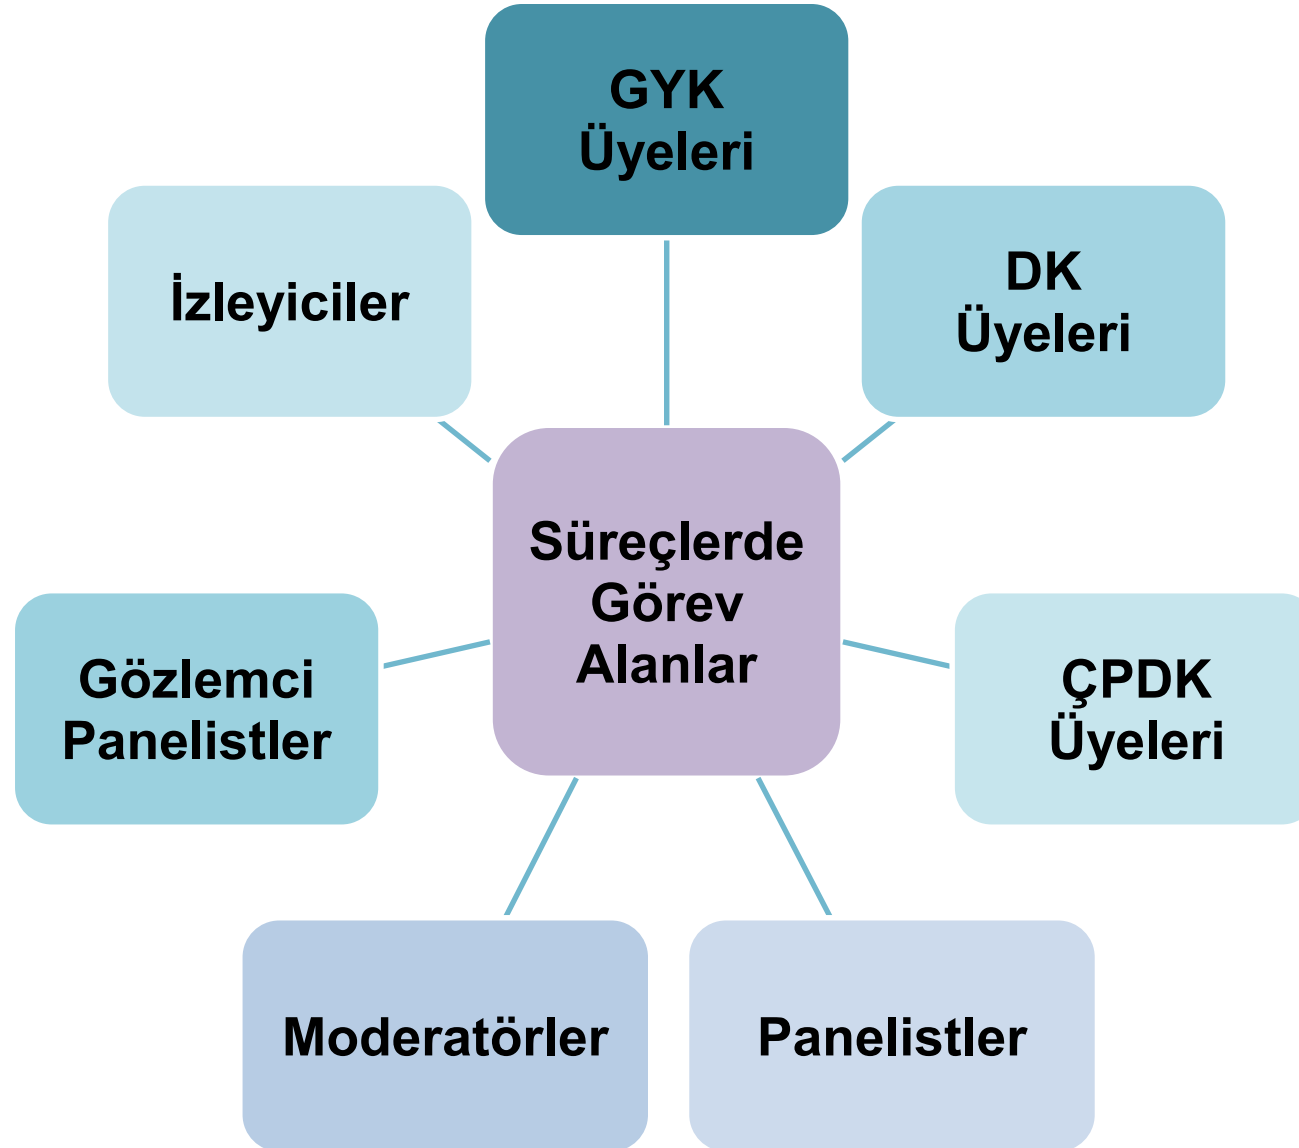 GYK
Üyeleri
DK
Üyeleri
İzleyiciler
Süreçlerde
Görev
Alanlar
Gözlemci
Panelistler
ÇPDK
Üyeleri
Moderatörler
Panelistler